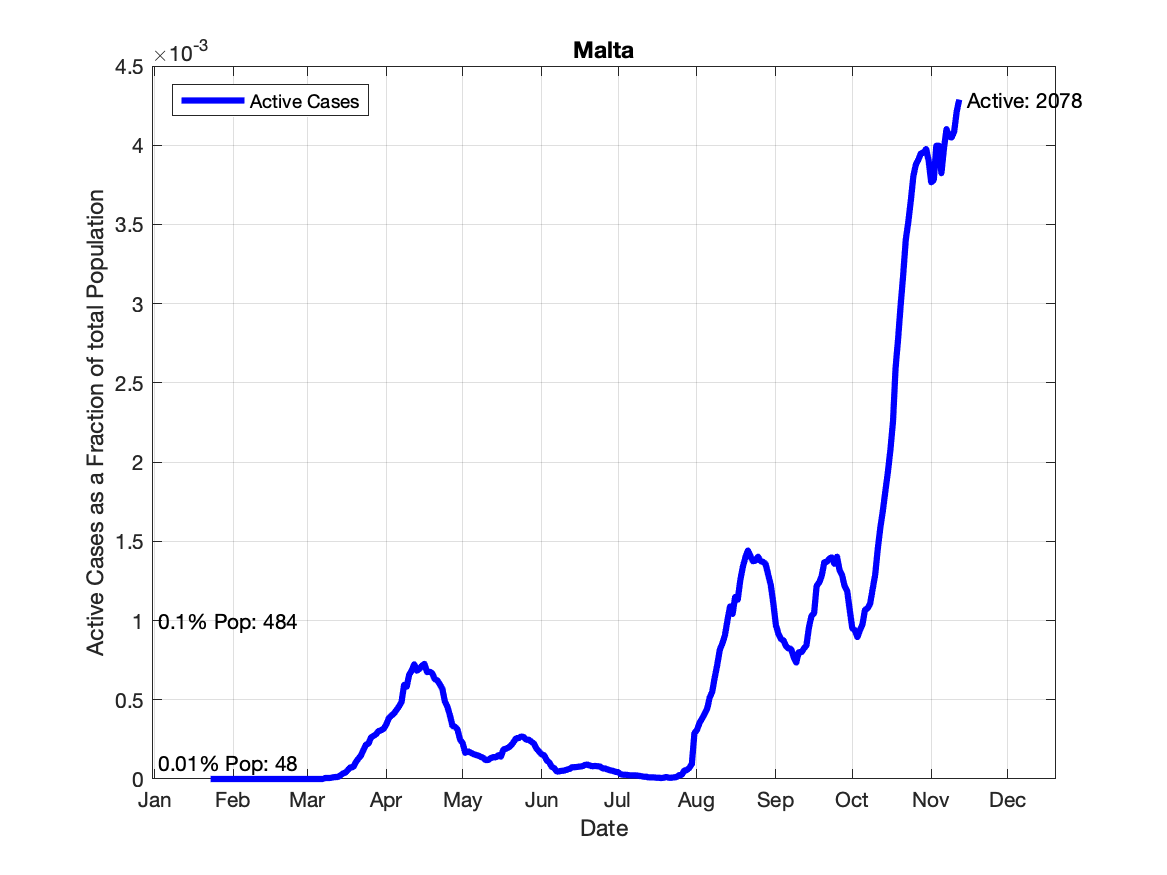 Malta
×10-3
4.5
4
3.5
3
2.5
2
1.5
1
0.5
0
Active Cases as a Fraction of total Population
Active Cases
Active: 2078
0.1% Pop: 484
0.01% Pop: 48
Jan Feb Mar Apr May Jun Jul Aug Sep Oct Nov Dec
Date